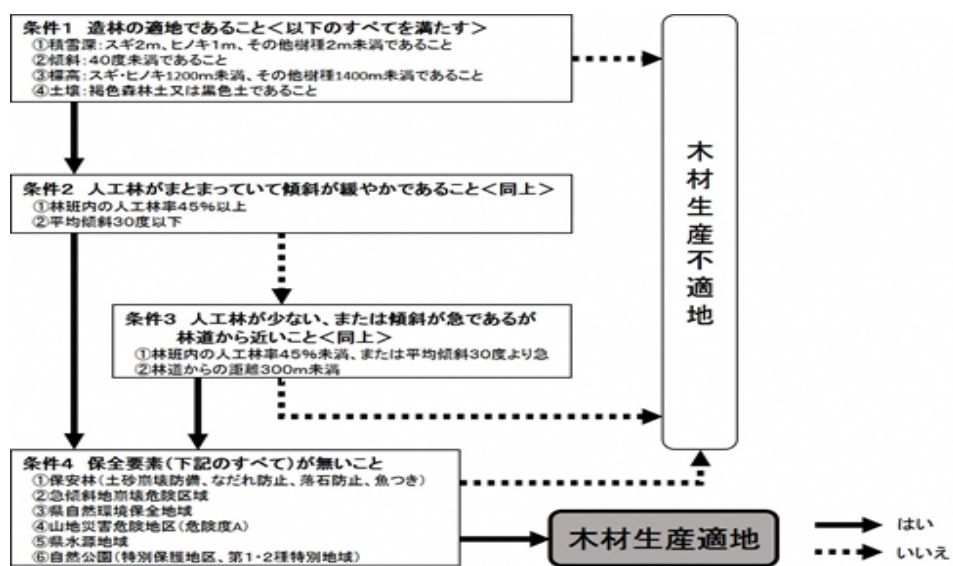 条件1 造林の適地であること<以下のすべてを満たす>
①積雪深:スギ2m、ヒノキ1m、その他樹種2m未満であること
②傾斜:40度未満であること
③標高:スギ・ヒノキ1200m未満、その他樹種1400m未満であること
④土壌:褐色森林土又は黒色土であること
条件2 人工林がまとまっていて傾斜が緩やかであること<同上>
①林班内の人工林率45%以上
②平均傾斜30度以下
条件3 人工林が少ない、または傾斜が急であるが
林道から近いこと<同上>
①林班内の人工林率45%未満、または平均傾斜30度より急
②林道からの距離300m未満
条件4 保全要素(下記のすべて)が無いこと
①保安林(土砂崩壊防備、なだれ防止、落石防止、魚つき)
②急傾斜地崩壊危険区域
③県自然環境保全地域
④山地災害危険地区(危険度A)
⑤県水源地域
⑥自然公園(特別保護地区、第1・2種特別地域)
木材生産不適地
木材生産適地
はい
いいえ